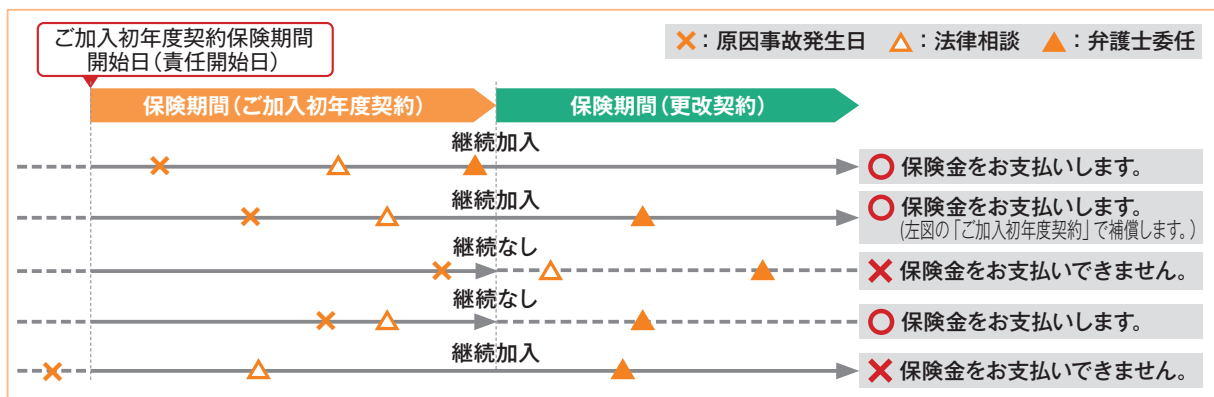 ご加入初年度契約保険期間
開始日(責任開始日)
×:原因事故発生日 △:法律相談 ▲:弁護士委任
保険期間(ご加入初年度契約)
保険期間(更改契約)
継続加入
○ 保険金をお支払いします。
継続加入
○ 保険金をお支払いします。
(左図の「ご加入初年度契約」で補償します。)
継続なし
× 保険金をお支払いできません。
継続なし
○ 保険金をお支払いします。
継続加入
× 保険金をお支払いできません。